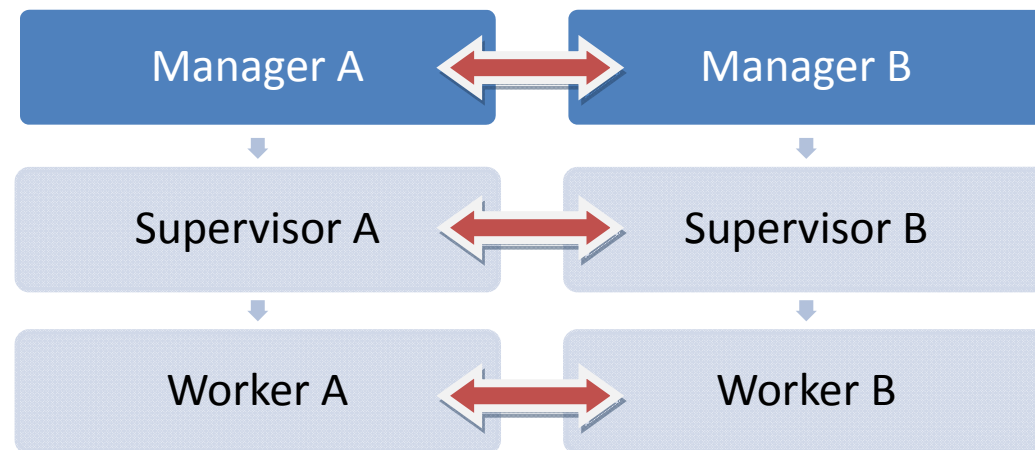 Manager A
Manager B
Supervisor A
Supervisor B
Worker A
Worker B